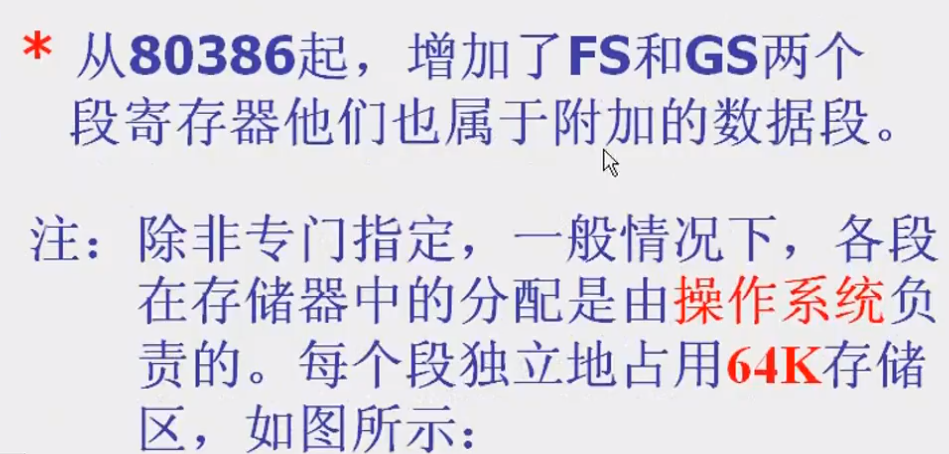 * 从80386起，增加了FS和GS两个
段寄存器他们也属于附加的数据段。
注：除非专门指定，一般情况下，各段
在存储器中的分配是由操作系统负
责的。每个段独立地占用64K存储
区，如图所示：